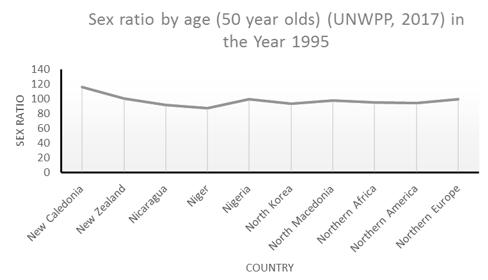 Sex ratio by age (50 year olds) (UNWPP, 2017) in
the Year 1995
SEX RATIO
140
120
100
80
60
40
20
0
New Caledonia
New Zealand
Nicaragua
Niger
Nigeria
North Korea
North Macedonia
Northern Africa
Northern America
Northern Europe
COUNTRY